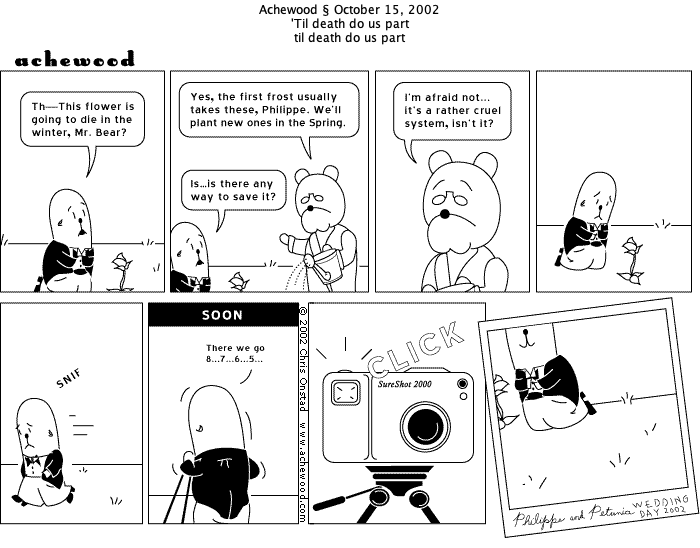 Achewood § October 15, 2002
'Til death do us part
til death do us part
achewood
Th—This flower is
going to die in the
winter, Mr. Bear?
Yes, the first frost usually
takes these, Philippe. We'll
plant new ones in the Spring.
Is...is there any
way to save it?
I'm afraid not...
it's a rather cruel
system, isn't it?
SNIF
SOON
There we go
8...7...6...5...
© 2002 Chris Onstad www.achewood.com
CLICK
SureShot 2000
Philippe and Petunia WEDDING
DAY 2002